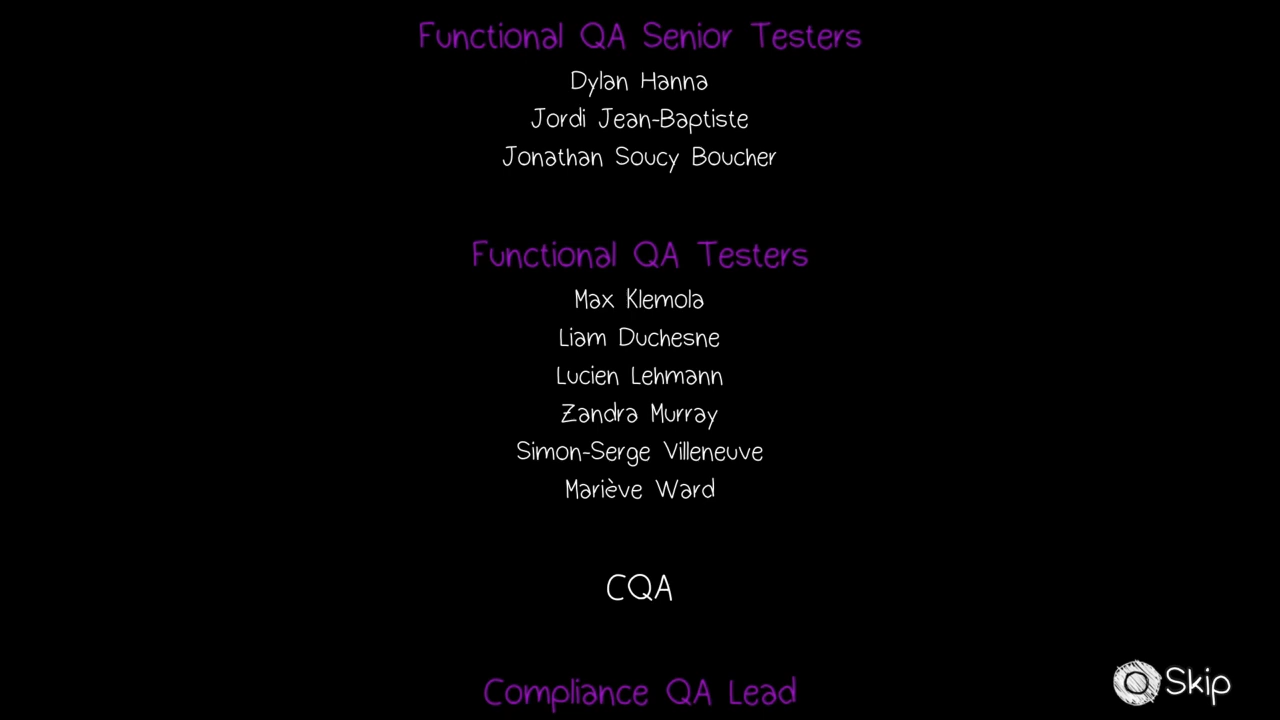 Functional QA Senior Testers
Dylan Hanna
Jordi Jean-Baptiste
Jonathan Soucy Boucher
Functional QA Testers
Max Klemola
Liam Duchesne
Lucien Lehmann
Zandra Murray
Simon-Serge Villeneuve
Mariève Ward
CQA
Compliance QA Lead
Skip